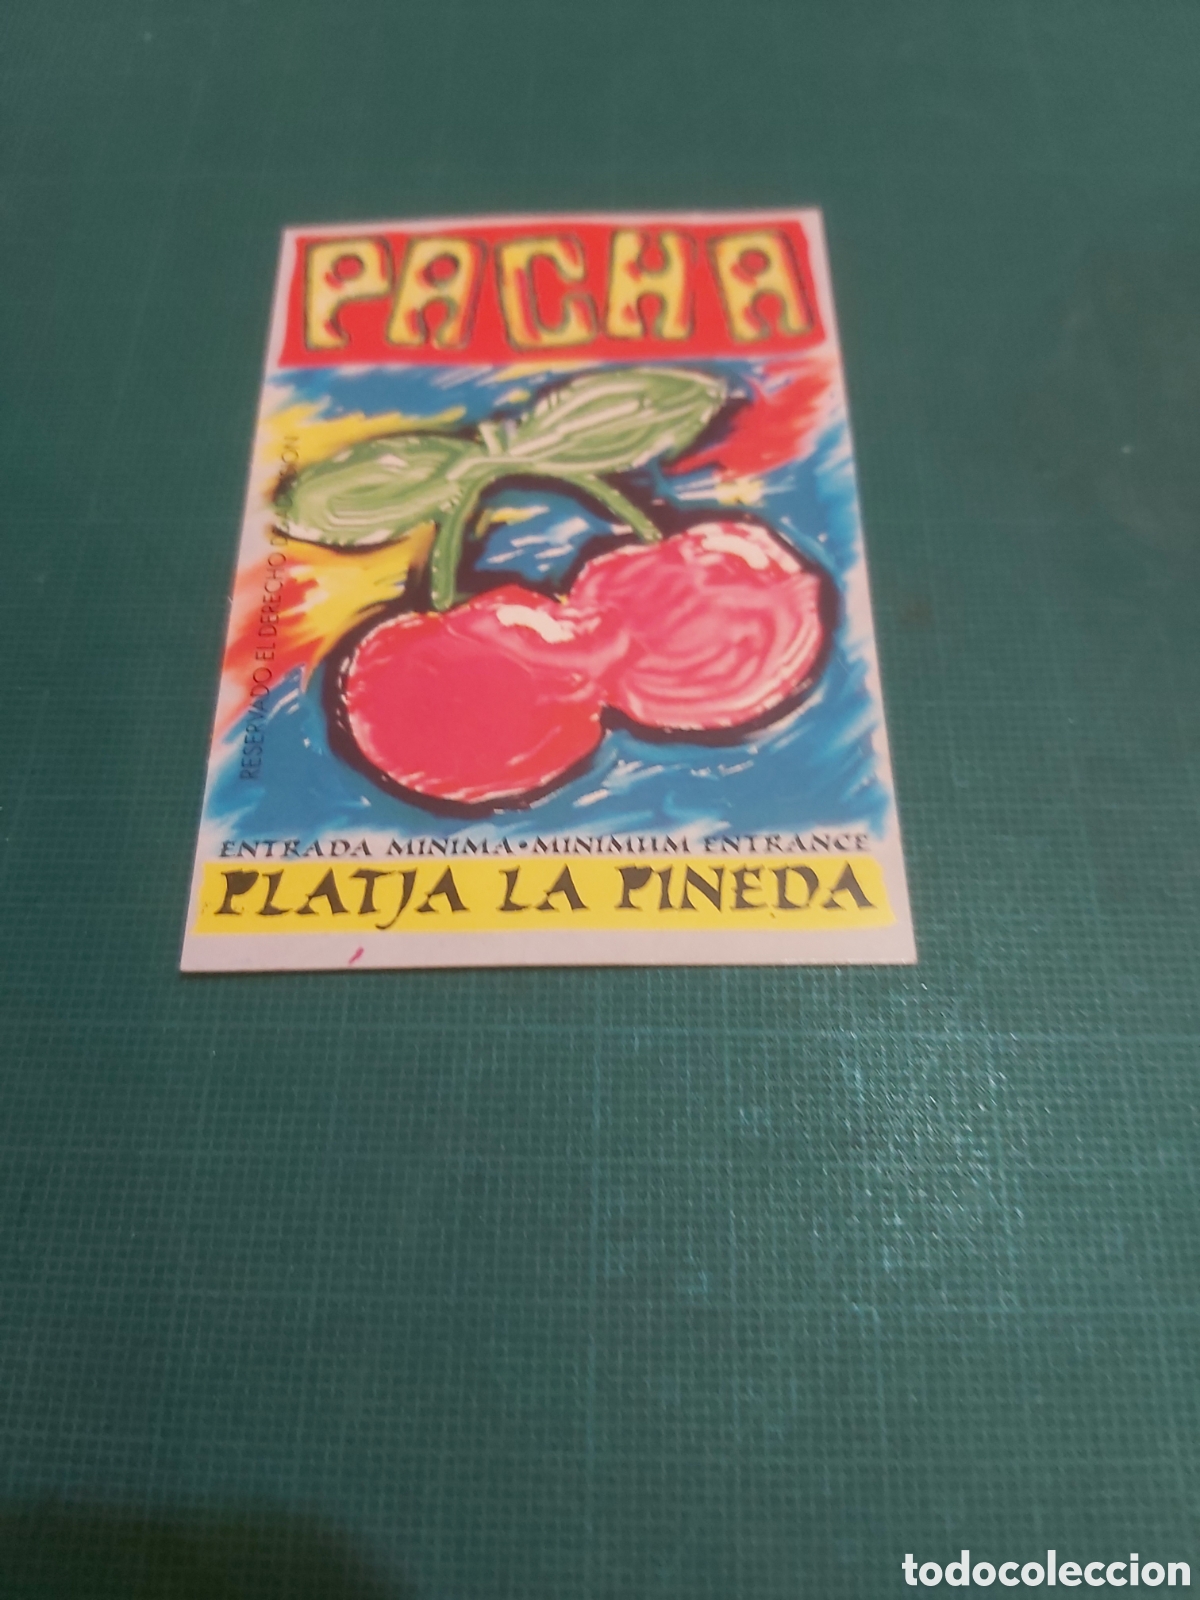 PACHA
RESERVADO EL DERECHO DE ADMISION
ENTRADA MINIMA • MINIMUM ENTRANCE
PLATJA LA PINEDA
todocoleccion